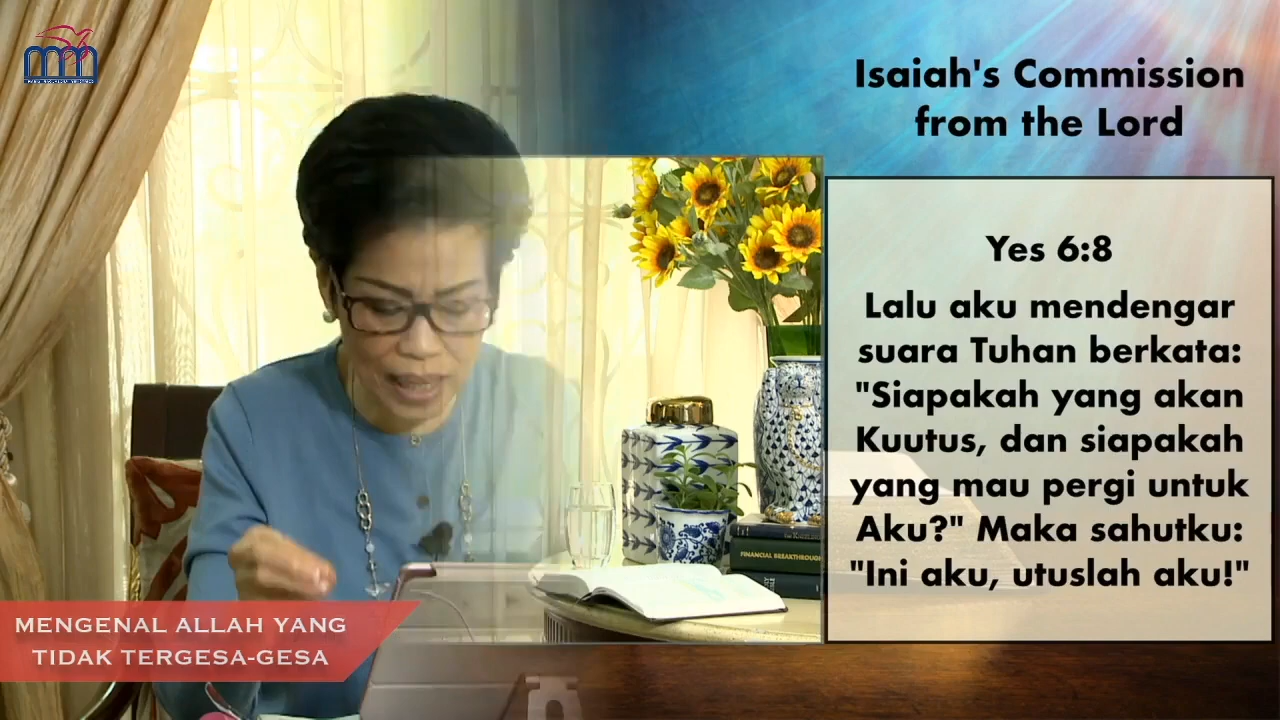 Isaiah's Commission
from the Lord
Yes 6:8
Lalu aku mendengar
suara Tuhan berkata:
"Siapakah yang akan
Kuutus, dan siapakah
yang mau pergi untuk
Aku?" Maka sahutku:
"Ini aku, utuslah aku!"
FINANCIAL BREAKTHROUGH
MENGENAL ALLAH YANG
TIDAK TERGESA-GESA